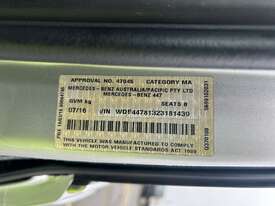 APPROVAL NO. 47645 CATEGORY MA
MERCEDES-BENZ AUSTRALIA/PACIFIC PTY LTD
MERCEDES-BENZ 447
GVM kg SEATS 8
07/16 VIN WDF44781323181439
THIS VEHICLE WAS MANUFACTURED TO COMPLY
WITH THE MOTOR VEHICLE STANDARDS ACT 1989